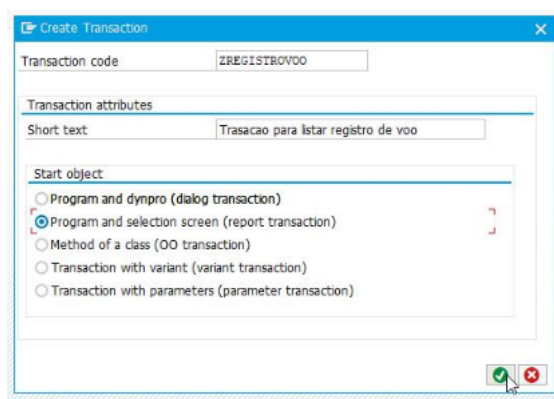 Create Transaction
Transaction code ZREGISTROVOO
Transaction attributes
Short text Trasacao para listar registro de voo
Start object
Program and dynpro (dialog transaction)
Program and selection screen (report transaction)
Method of a class (OO transaction)
Transaction with variant (variant transaction)
Transaction with parameters (parameter transaction)